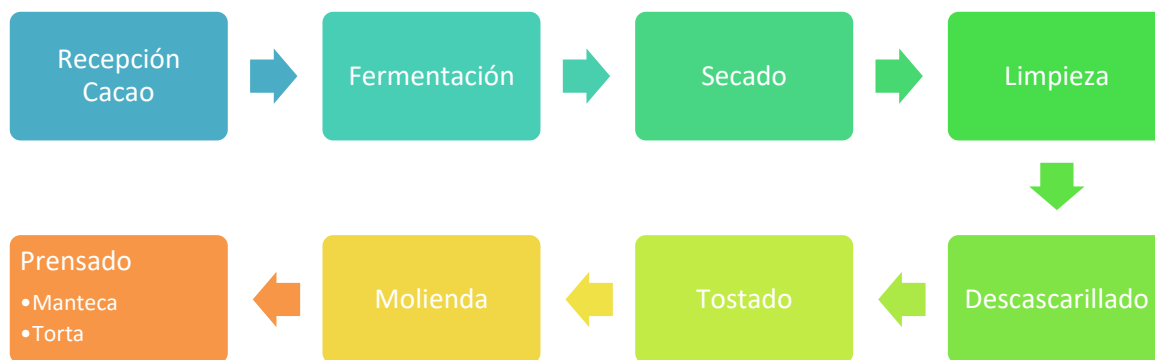 Recepción
Cacao
Fermentación
Secado
Limpieza
Descascarillado
Tostado
Molienda
Prensado
•Manteca
•Torta